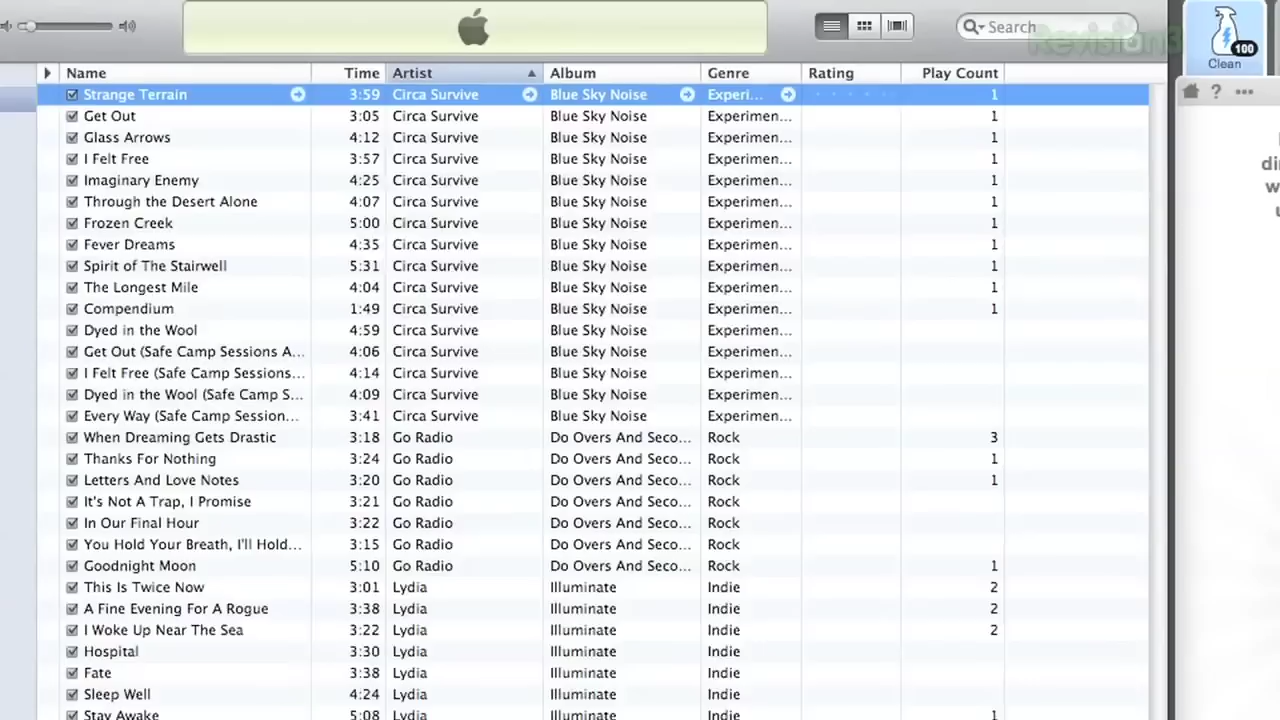 Search
Revision3
100
Clean
Name Time Artist Album Genre Rating Play Count
Strange Terrain 3:59 Circa Survive Blue Sky Noise Experi... 1
Get Out 3:05 Circa Survive Blue Sky Noise Experimen... 1
Glass Arrows 4:12 Circa Survive Blue Sky Noise Experimen... 1
I Felt Free 3:57 Circa Survive Blue Sky Noise Experimen... 1
Imaginary Enemy 4:25 Circa Survive Blue Sky Noise Experimen... 1
Through the Desert Alone 4:07 Circa Survive Blue Sky Noise Experimen... 1
Frozen Creek 5:00 Circa Survive Blue Sky Noise Experimen... 1
Fever Dreams 4:35 Circa Survive Blue Sky Noise Experimen... 1
Spirit of The Stairwell 5:31 Circa Survive Blue Sky Noise Experimen... 1
The Longest Mile 4:04 Circa Survive Blue Sky Noise Experimen... 1
Compendium 1:49 Circa Survive Blue Sky Noise Experimen... 1
Dyed in the Wool 4:59 Circa Survive Blue Sky Noise Experimen...
Get Out (Safe Camp Sessions A... 4:06 Circa Survive Blue Sky Noise Experimen...
I Felt Free (Safe Camp Sessions... 4:14 Circa Survive Blue Sky Noise Experimen...
Dyed in the Wool (Safe Camp S... 4:09 Circa Survive Blue Sky Noise Experimen...
Every Way (Safe Camp Session... 3:41 Circa Survive Blue Sky Noise Experimen...
When Dreaming Gets Drastic 3:18 Go Radio Do Overs And Seco... Rock 3
Thanks For Nothing 3:24 Go Radio Do Overs And Seco... Rock 1
Letters And Love Notes 3:20 Go Radio Do Overs And Seco... Rock 1
It's Not A Trap, I Promise 3:21 Go Radio Do Overs And Seco... Rock
In Our Final Hour 3:22 Go Radio Do Overs And Seco... Rock
You Hold Your Breath, I'll Hold... 3:15 Go Radio Do Overs And Seco... Rock
Goodnight Moon 5:10 Go Radio Do Overs And Seco... Rock 1
This Is Twice Now 3:01 Lydia Illuminate Indie 2
A Fine Evening For A Rogue 3:38 Lydia Illuminate Indie 2
I Woke Up Near The Sea 3:22 Lydia Illuminate Indie 2
Hospital 3:30 Lydia Illuminate Indie
Fate 3:38 Lydia Illuminate Indie
Sleep Well 4:24 Lydia Illuminate Indie
Stay Awake 5:08 Lydia Illuminate Indie 1